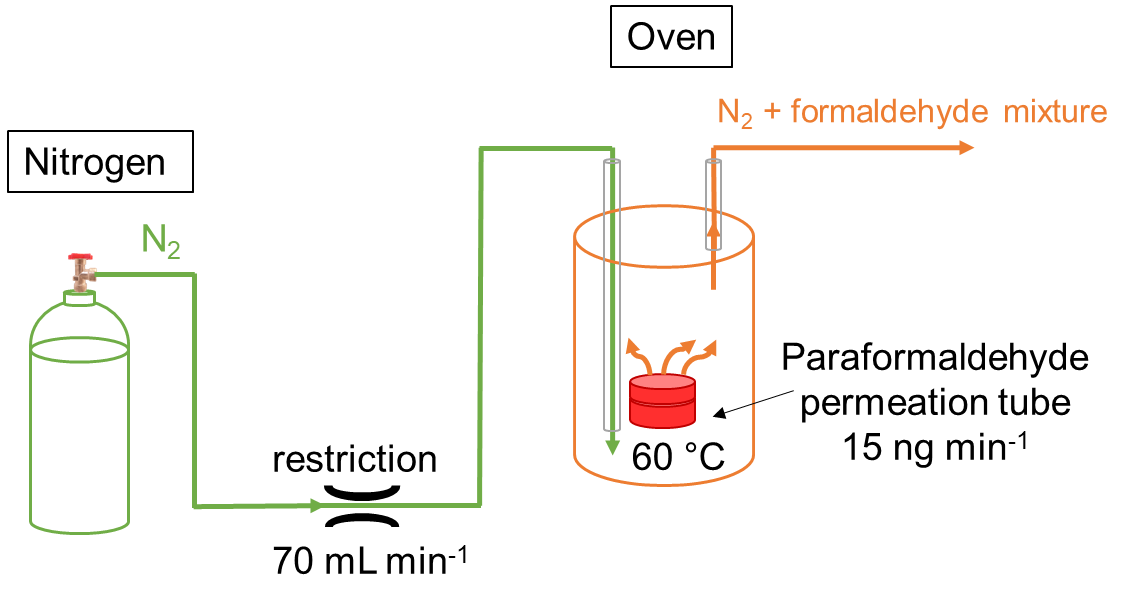 Oven
N₂ + formaldehyde mixture
Nitrogen
N₂
Paraformaldehyde
permeation tube
15 ng min⁻¹
60 °C
restriction
70 mL min⁻¹